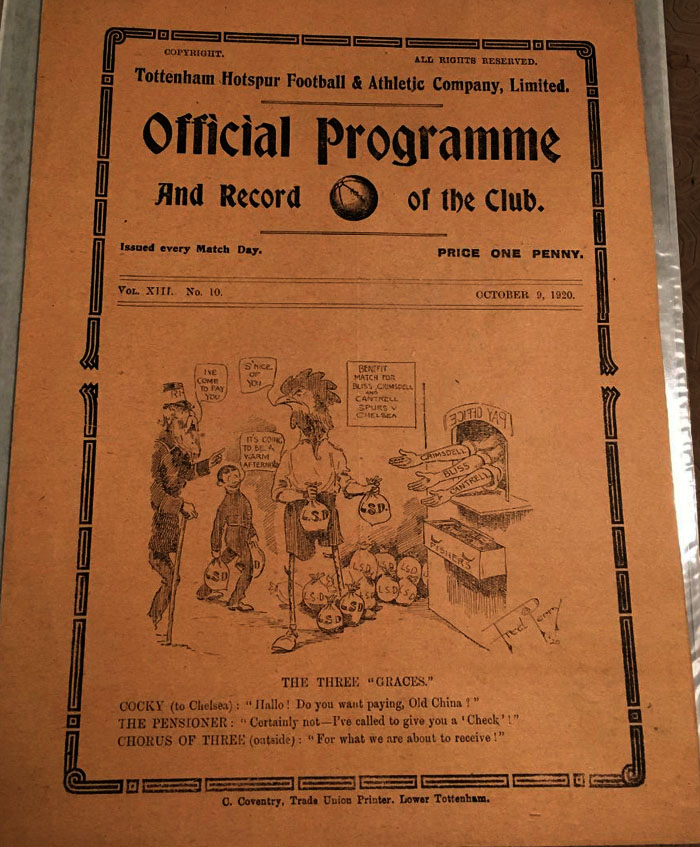 COPYRIGHT. ALL RIGHTS RESERVED.
Tottenham Hotspur Football & Athletic Company, Limited.
Official Programme
And Record of the Club.
Issued every Match Day. PRICE ONE PENNY.
VOL. XIII. No. 10. OCTOBER 9, 1920.
I'VE
COME
TO PAY
YOU
S'NICE
OF
YOU
BENEFIT
MATCH FOR
BLISS, GRIMSDELL
AND
CANTRELL
SPURS V
CHELSEA
PAY OFFICE
IT'S GOING
TO BE A
WARM
AFTERNOON
GRIMSDELL
BLISS
CANTRELL
L.S.D.
L.S.D.
LSD
D
L.S.D
L.S.D
L.S.D
L.S.D
Fred Perry
THE THREE "GRACES."
COCKY (to Chelsea): "Hallo! Do you want paying, Old China?"
THE PENSIONER: "Certainly not—I've called to give you a 'Check'!"
CHORUS OF THREE (outside): "For what we are about to receive!"
C. Coventry, Trade Union Printer. Lower Tottenham.